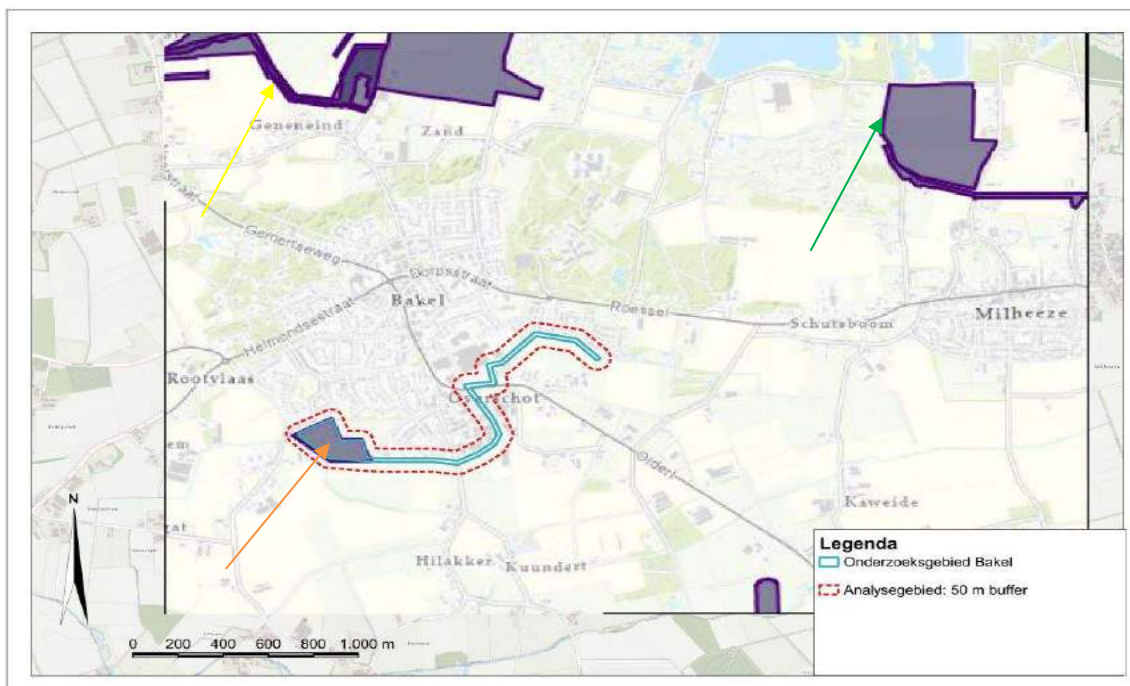 Geneneind
Zand
Gemertseweg
Dorpsstraat
Bakel
Roessel
Milheeze
Schutsboom
Helmondsestraat
Rootvlaas
Overschot
Oldert
Kaweide
Hilakker
Kuundert
N
0 200 400 600 800 1.000 m
Legenda
Onderzoeksgebied Bakel
Analysegebied: 50 m buffer